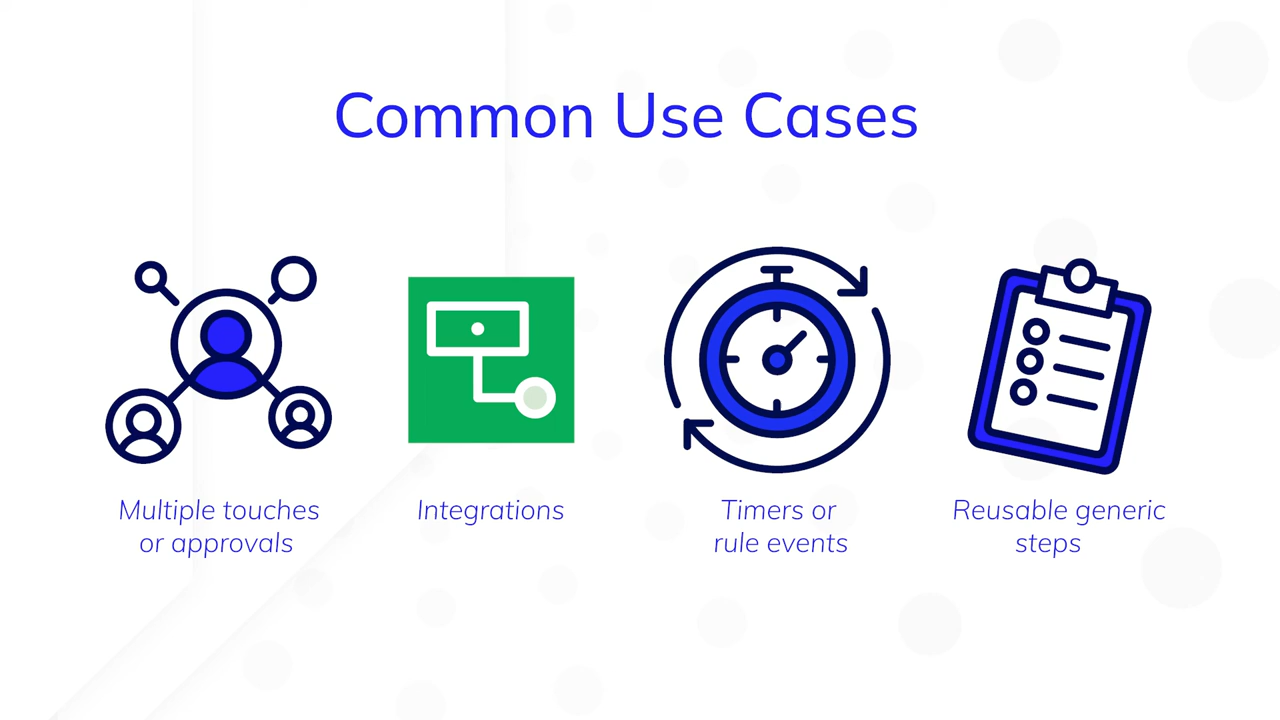 Common Use Cases
Multiple touches
or approvals
Integrations
Timers or
rule events
Reusable generic
steps